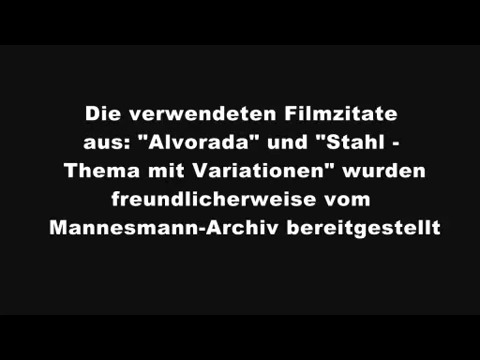 Die verwendeten Filmzitate
aus: "Alvorada" und "Stahl -
Thema mit Variationen" wurden
freundlicherweise vom
Mannesmann-Archiv bereitgestellt